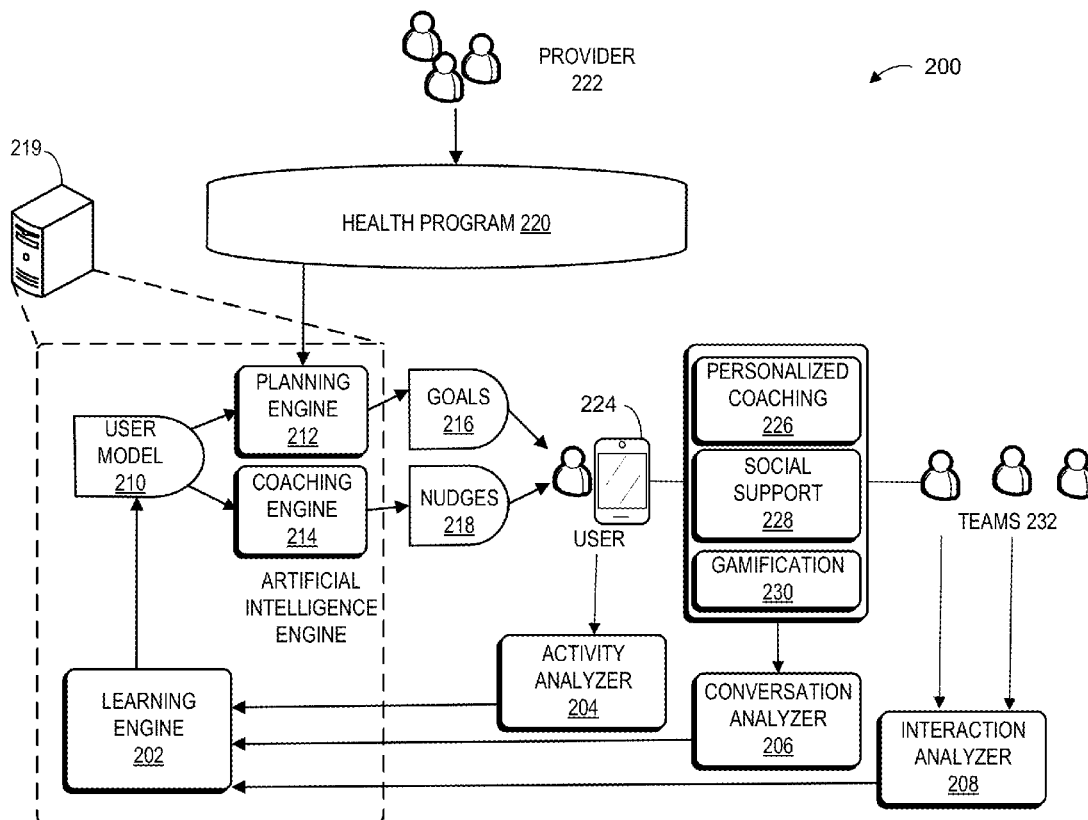 PROVIDER
222
200
219
HEALTH PROGRAM 220
PLANNING
ENGINE
212
GOALS
216
224
PERSONALIZED
COACHING
226
USER
MODEL
210
COACHING
ENGINE
214
NUDGES
218
USER
SOCIAL
SUPPORT
228
TEAMS 232
GAMIFICATION
230
ARTIFICIAL
INTELLIGENCE
ENGINE
ACTIVITY
ANALYZER
204
LEARNING
ENGINE
202
CONVERSATION
ANALYZER
206
INTERACTION
ANALYZER
208